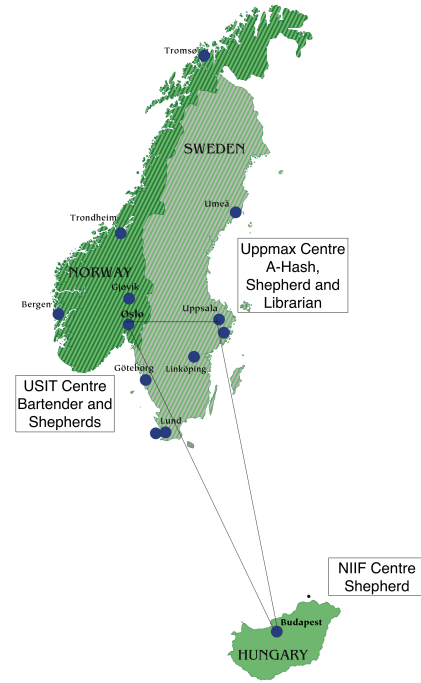 Tromsø
SWEDEN
Umeå
Trondheim
Uppmax Centre
A-Hash,
Shepherd and
Librarian
NORWAY
Gjøvik
Bergen
Oslo
Uppsala
Göteborg
Linköping
USIT Centre
Bartender and
Shepherds
Lund
NIIF Centre
Shepherd
Budapest
HUNGARY